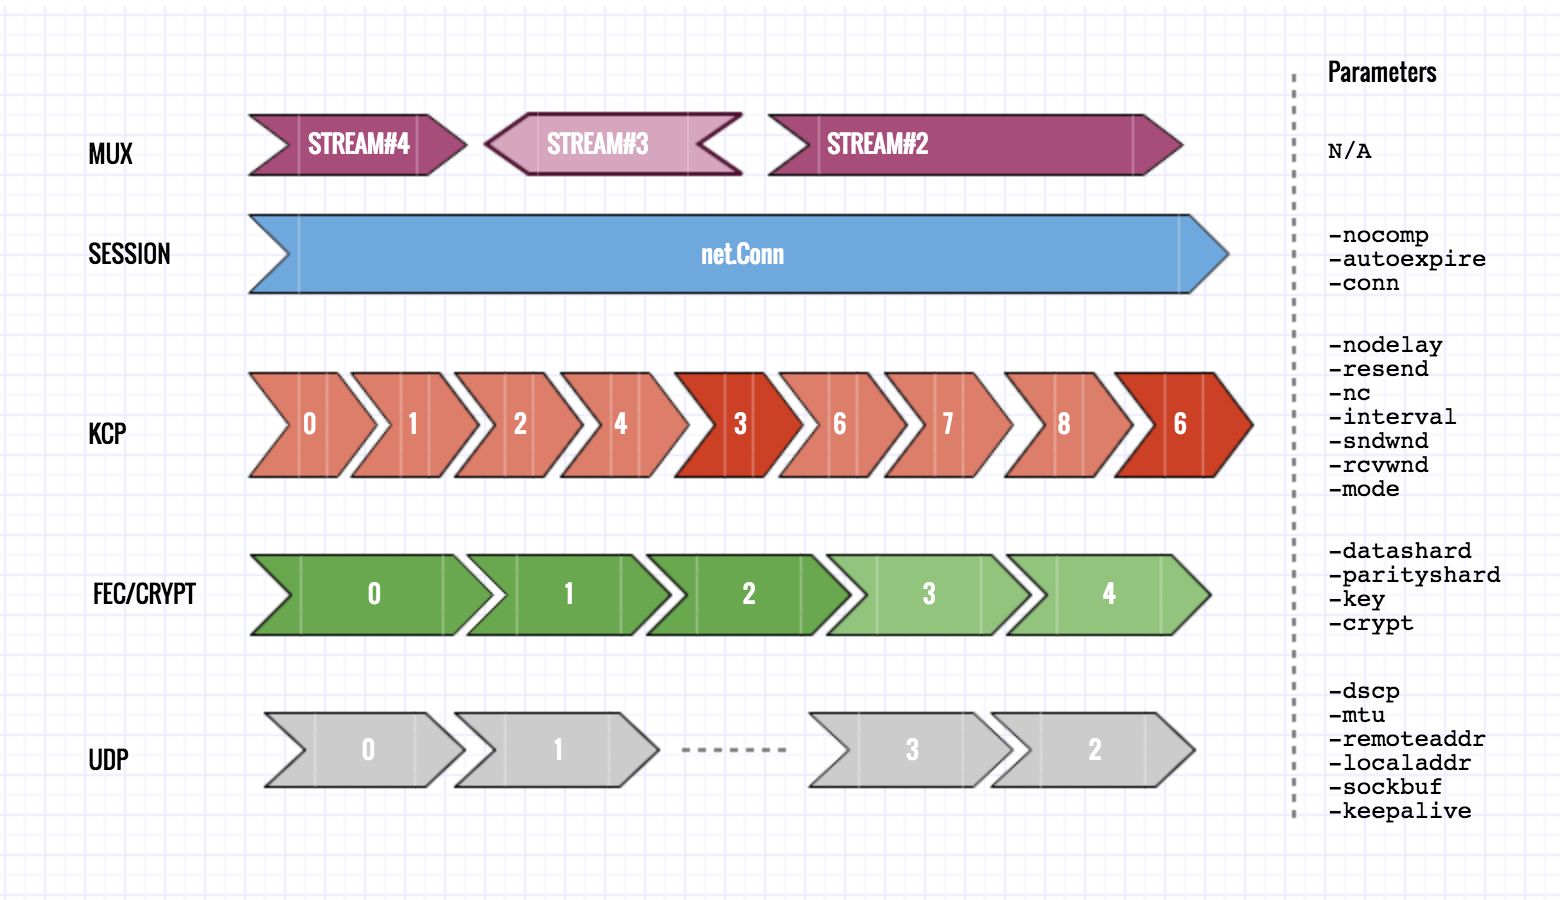 Parameters
MUX
STREAM#4
STREAM#3
STREAM#2
N/A
SESSION
net.Conn
-nocomp
-autoexpire
-conn
KCP
0
1
2
4
3
6
7
8
6
-nodelay
-resend
-nc
-interval
-sndwnd
-rcvwnd
-mode
FEC/CRYPT
0
1
2
3
4
-datashard
-parityshard
-key
-crypt
UDP
0
1
3
2
-dscp
-mtu
-remoteaddr
-localaddr
-sockbuf
-keepalive